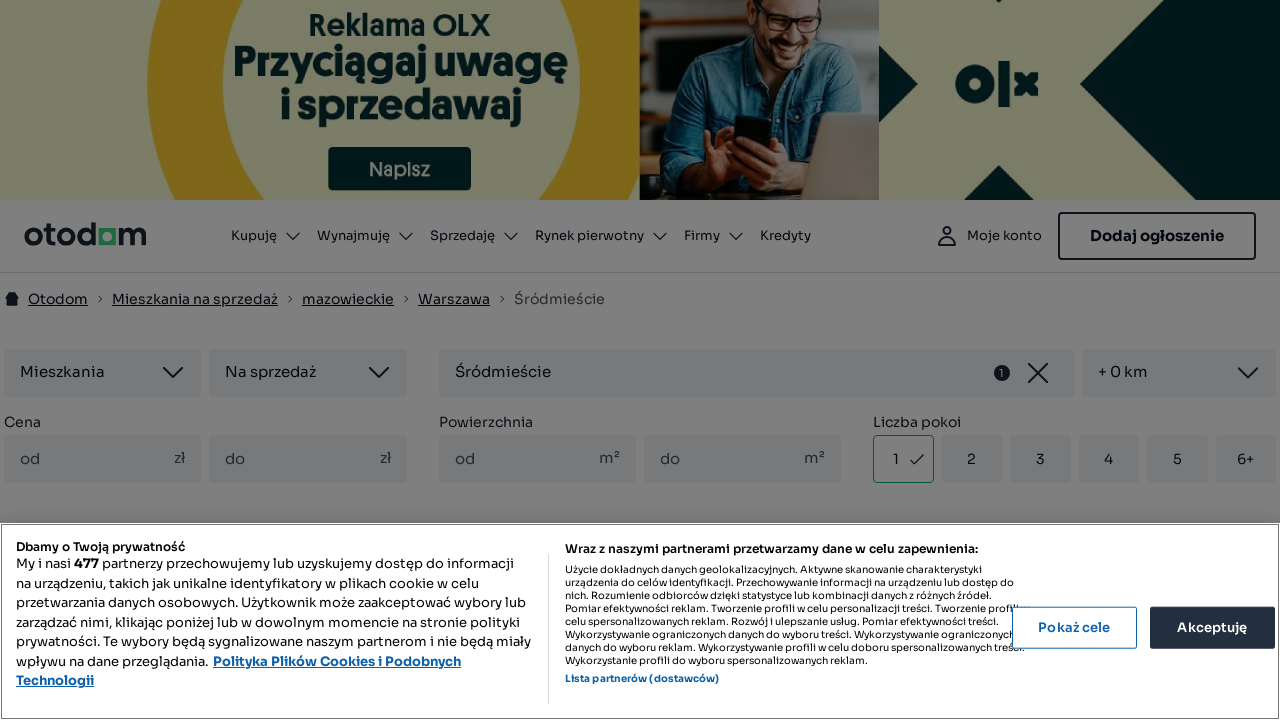 Reklama OLX
Przyciągaj uwagę
i sprzedawaj
Napisz
olx
otodom
Kupuję
Wynajmuję
Sprzedaję
Rynek pierwotny
Firmy
Kredyty
Moje konto
Dodaj ogłoszenie
Otodom
Mieszkania na sprzedaż
mazowieckie
Warszawa
Śródmieście
Mieszkania
Na sprzedaż
Śródmieście
1
+ 0 km
Cena
Powierzchnia
Liczba pokoi
od
zł
do
zł
od
m²
do
m²
1
2
3
4
5
6+
Dbamy o Twoją prywatność
My i nasi 477 partnerzy przechowujemy lub uzyskujemy dostęp do informacji
na urządzeniu, takich jak unikalne identyfikatory w plikach cookie w celu
przetwarzania danych osobowych. Użytkownik może zaakceptować wybory lub
zarządzać nimi, klikając poniżej lub w dowolnym momencie na stronie polityki
prywatności. Te wybory będą sygnalizowane naszym partnerom i nie będą miały
wpływu na dane przeglądania. Polityka Plików Cookies i Podobnych
Technologii
Wraz z naszymi partnerami przetwarzamy dane w celu zapewnienia:
Użycie dokładnych danych geolokalizacyjnych. Aktywne skanowanie charakterystyki
urządzenia do celów identyfikacji. Przechowywanie informacji na urządzeniu lub dostęp do
nich. Rozumienie odbiorców dzięki statystyce lub kombinacji danych z różnych źródeł.
Pomiar efektywności reklam. Tworzenie profili w celu personalizacji treści. Tworzenie profili w
celu spersonalizowanych reklam. Rozwój i ulepszanie usług. Pomiar efektywności treści.
Wykorzystywanie ograniczonych danych do wyboru treści. Wykorzystywanie ograniczonych
danych do wyboru reklam. Wykorzystywanie profili w celu doboru spersonalizowanych treści.
Wykorzystanie profili do wyboru spersonalizowanych reklam.
Lista partnerów (dostawców)
Pokaż cele
Akceptuję